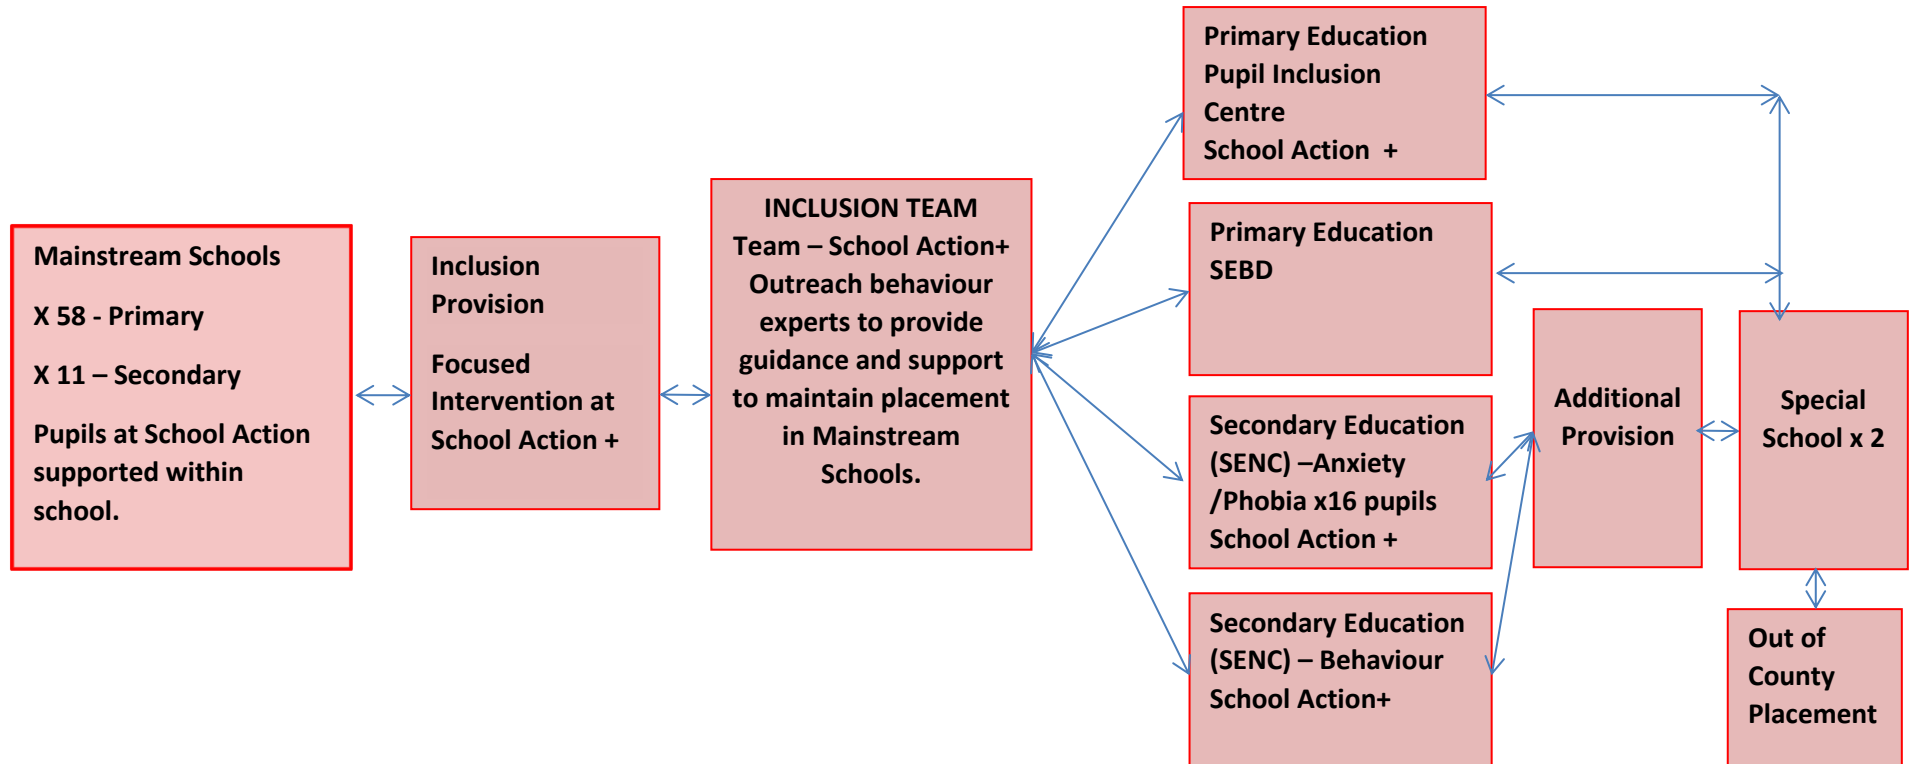 Mainstream Schools
X 58 - Primary
X 11 – Secondary
Pupils at School Action
supported within
school.
Inclusion
Provision
Focused
Intervention at
School Action +
INCLUSION TEAM
Team – School Action+
Outreach behaviour
experts to provide
guidance and support
to maintain placement
in Mainstream
Schools.
Primary Education
Pupil Inclusion
Centre
School Action  +
Primary Education
SEBD
Secondary Education
(SENC) –Anxiety
/Phobia x16 pupils
School Action +
Secondary Education
(SENC) – Behaviour
School Action+
Additional
Provision
Special
School x 2
Out of
County
Placement